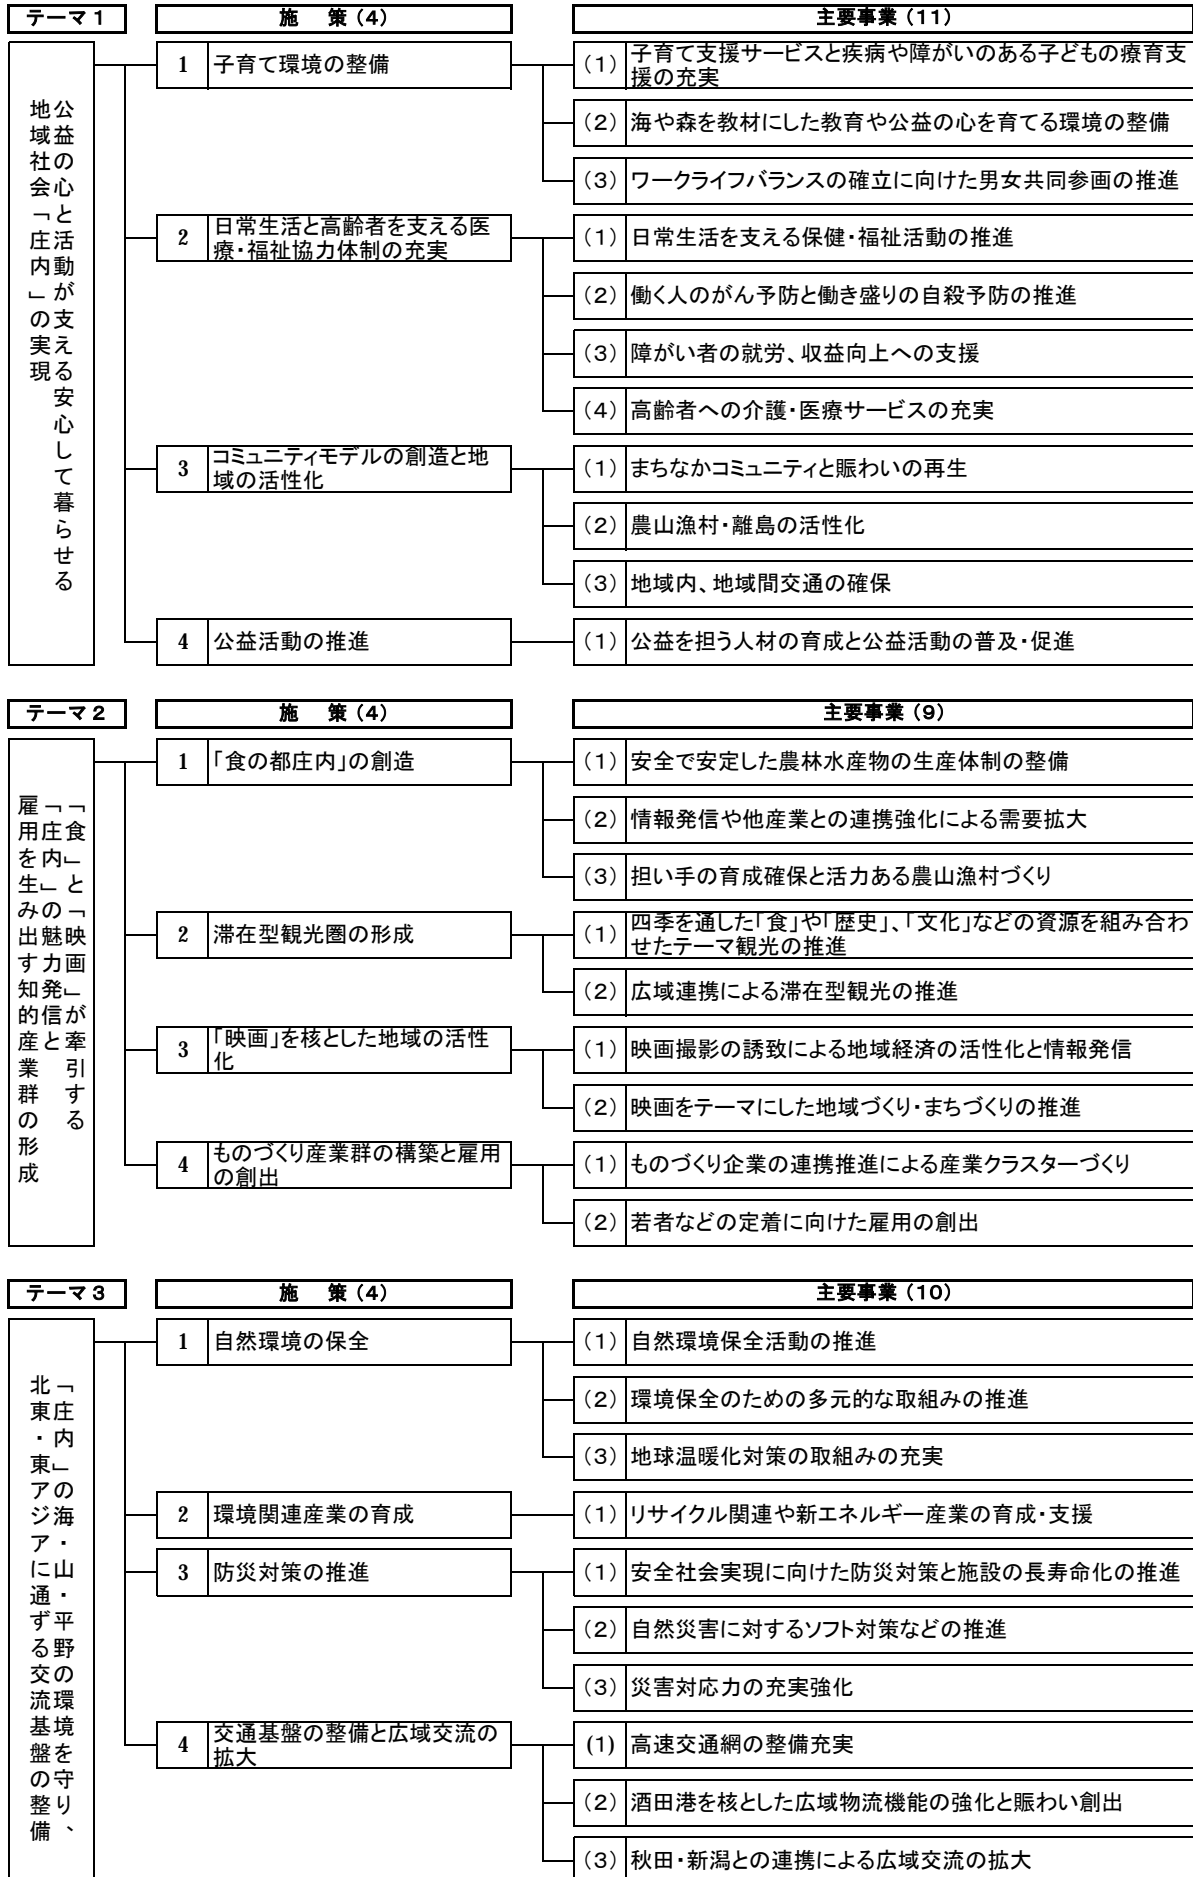 テーマ１
施　策（４）
主要事業（１１）
公益の心と活動が支える安心して暮らせる
地域社会「庄内」の実現
1 子育て環境の整備
（１） 子育て支援サービスと疾病や障がいのある子どもの療育支
援の充実
（２） 海や森を教材にした教育や公益の心を育てる環境の整備
（３） ワークライフバランスの確立に向けた男女共同参画の推進
2 日常生活と高齢者を支える医
療・福祉協力体制の充実
（１） 日常生活を支える保健・福祉活動の推進
（２） 働く人のがん予防と働き盛りの自殺予防の推進
（３） 障がい者の就労、収益向上への支援
（４） 高齢者への介護・医療サービスの充実
3 コミュニティモデルの創造と地
域の活性化
（１） まちなかコミュニティと賑わいの再生
（２） 農山漁村・離島の活性化
（３） 地域内、地域間交通の確保
4 公益活動の推進
（１） 公益を担う人材の育成と公益活動の普及・促進
テーマ２
施　策（４）
主要事業（９）
「食」と「映画」が牽引する
「庄内」の魅力発信と
雇用を生み出す知的産業群の形成
1 「食の都庄内」の創造
（１） 安全で安定した農林水産物の生産体制の整備
（２） 情報発信や他産業との連携強化による需要拡大
（３） 担い手の育成確保と活力ある農山漁村づくり
2 滞在型観光圏の形成
（１） 四季を通した「食」や「歴史」、「文化」などの資源を組み合わ
せたテーマ観光の推進
（２） 広域連携による滞在型観光の推進
3 「映画」を核とした地域の活性
化
（１） 映画撮影の誘致による地域経済の活性化と情報発信
（２） 映画をテーマにした地域づくり・まちづくりの推進
4 ものづくり産業群の構築と雇用
の創出
（１） ものづくり企業の連携推進による産業クラスターづくり
（２） 若者などの定着に向けた雇用の創出
テーマ３
施　策（４）
主要事業（１０）
「庄内」の海・山・平野の環境を守り、
北東・東アジアに通ずる交流基盤の整備
1 自然環境の保全
（１） 自然環境保全活動の推進
（２） 環境保全のための多元的な取組みの推進
（３） 地球温暖化対策の取組みの充実
2 環境関連産業の育成
（１） リサイクル関連や新エネルギー産業の育成・支援
3 防災対策の推進
（１） 安全社会実現に向けた防災対策と施設の長寿命化の推進
（２） 自然災害に対するソフト対策などの推進
（３） 災害対応力の充実強化
4 交通基盤の整備と広域交流の
拡大
(１) 高速交通網の整備充実
（２） 酒田港を核とした広域物流機能の強化と賑わい創出
（３） 秋田・新潟との連携による広域交流の拡大